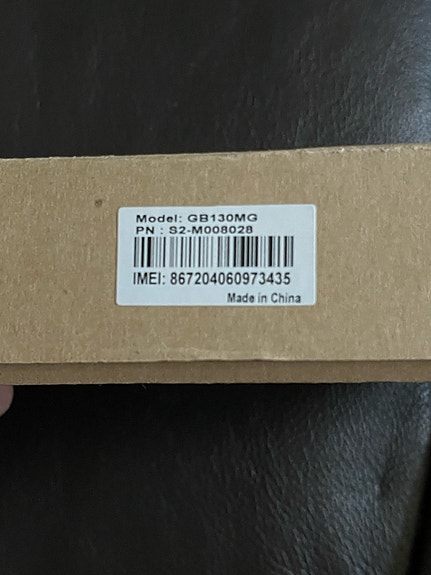 Model: GB130MG
PN : S2-M008028
IMEI: 867204060973435
Made in China